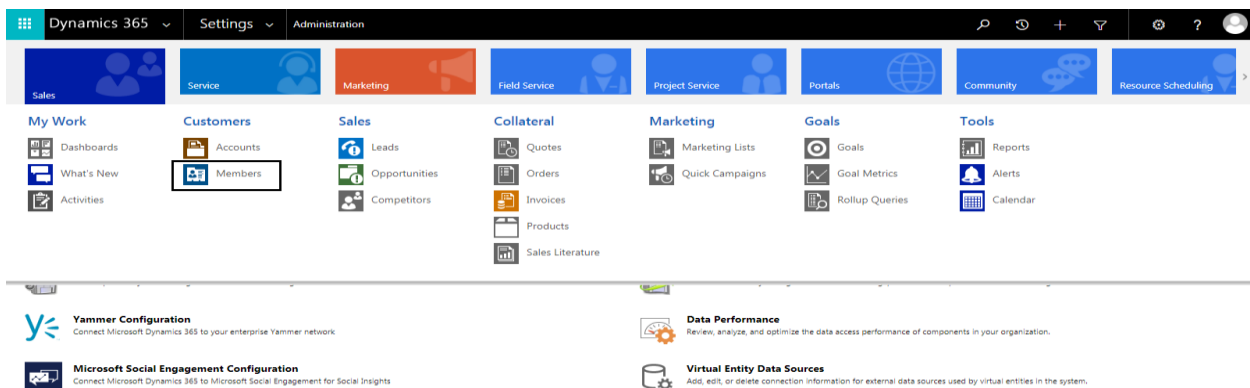 Dynamics 365 Settings Administration ?
Sales Service Marketing Field Service Project Service Portals Community Resource Scheduling
My Work Customers Sales Collateral Marketing Goals Tools
Dashboards Accounts Leads Quotes Marketing Lists Goals Reports
What's New Members Opportunities Orders Quick Campaigns Goal Metrics Alerts
Activities Competitors Invoices Rollup Queries Calendar
Products
Sales Literature
Yammer Configuration Data Performance
Connect Microsoft Dynamics 365 to your enterprise Yammer network Review, analyze, and optimize the data access performance of components in your organization.
Microsoft Social Engagement Configuration Virtual Entity Data Sources
Connect Microsoft Dynamics 365 to Microsoft Social Engagement for Social Insights Add, edit, or delete connection information for external data sources used by virtual entities in the system.